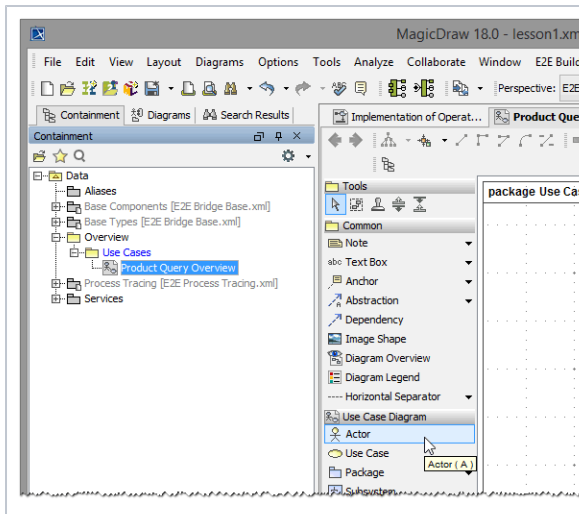 MagicDraw 18.0 - lesson1.xm
File Edit View Layout Diagrams Options Tools Analyze Collaborate Window E2E Buil
Perspective: E2E
Containment Diagrams Search Results
Implementation of Operat... Product Que
Containment
Data
Aliases
Base Components [E2E Bridge Base.xml]
Base Types [E2E Bridge Base.xml]
Overview
Use Cases
Product Query Overview
Process Tracing [E2E Process Tracing.xml]
Services
Tools
Common
Note
abc Text Box
Anchor
Abstraction
Dependency
Image Shape
Diagram Overview
Diagram Legend
Horizontal Separator
Use Case Diagram
Actor
Use Case
Actor ( A )
Package
Subsystem
package Use Cas